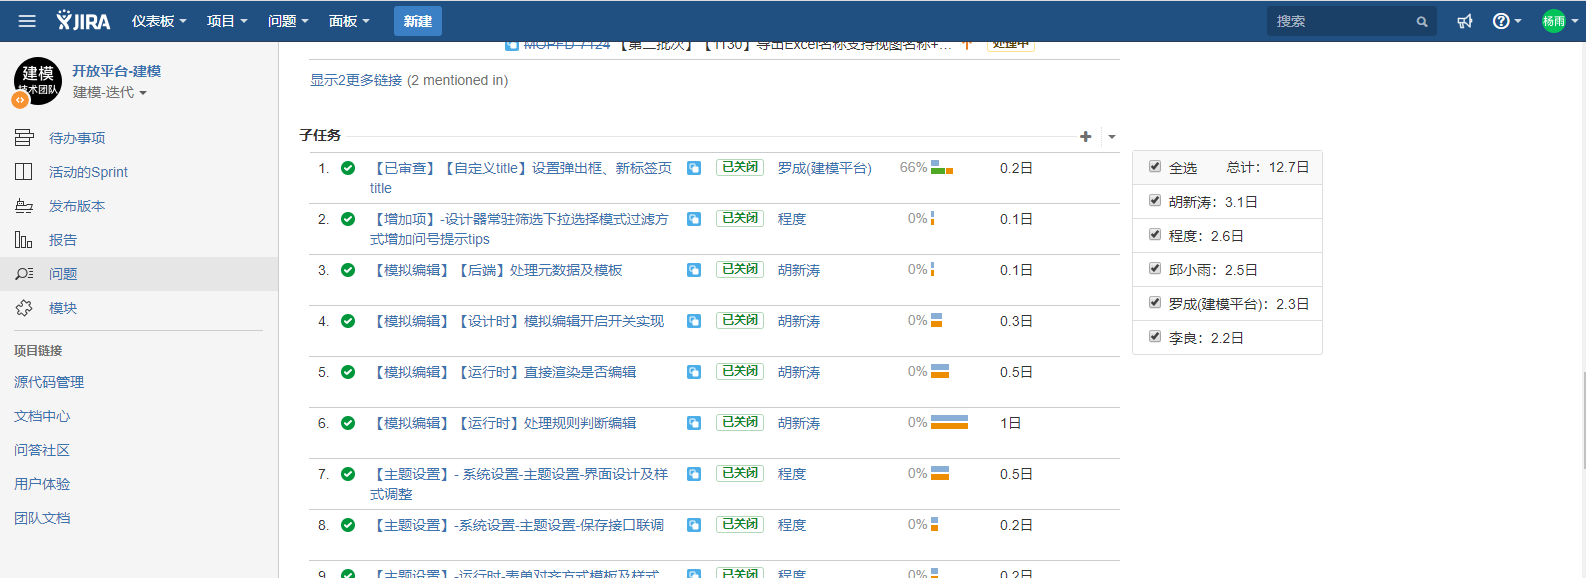 JIRA 仪表板 项目 问题 面板 新建 搜索 杨雨
MOPFD-7124 【第二批次】【1130】导出Excel名称支持视图名称+... 处理中
建模 技术团队
开放平台-建模
建模-迭代
显示2更多链接 (2 mentioned in)
待办事项
活动的Sprint
发布版本
报告
问题
模块
项目链接
源代码管理
文档中心
问答社区
用户体验
团队文档
子任务
1. 【已审查】【自定义title】设置弹出框、新标签页 已关闭 罗成(建模平台) 66% 0.2日
title
2. 【增加项】-设计器常驻筛选下拉选择模式过滤方 已关闭 程度 0% 0.1日
式增加问号提示tips
3. 【模拟编辑】【后端】处理元数据及模板 已关闭 胡新涛 0% 0.1日
4. 【模拟编辑】【设计时】模拟编辑开启开关实现 已关闭 胡新涛 0% 0.3日
5. 【模拟编辑】【运行时】直接渲染是否编辑 已关闭 胡新涛 0% 0.5日
6. 【模拟编辑】【运行时】处理规则判断编辑 已关闭 胡新涛 0% 1日
7. 【主题设置】- 系统设置-主题设置-界面设计及样 已关闭 程度 0% 0.5日
式调整
8. 【主题设置】-系统设置-主题设置-保存接口联调 已关闭 程度 0% 0.2日
9. 【主题设置】-运行时-表单对齐方式模板及样式 已关闭 程度 0% 0.2日
全选 总计：12.7日
胡新涛：3.1日
程度：2.6日
邱小雨：2.5日
罗成(建模平台)：2.3日
李良：2.2日